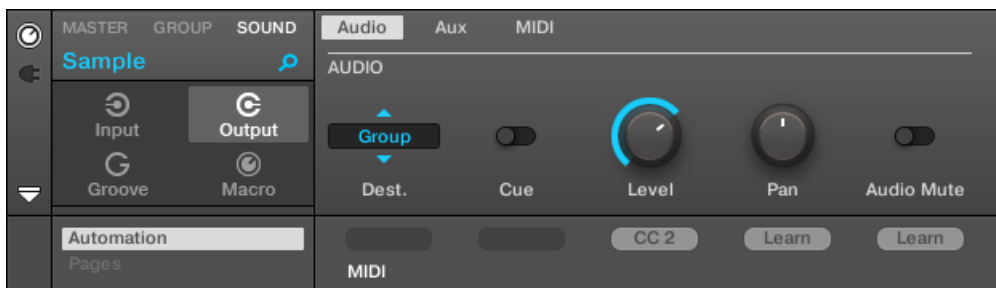 MASTER GROUP SOUND
Sample
Input Output
Groove Macro
Automation
Pages
Audio Aux MIDI
AUDIO
Group
Dest. Cue Level Pan Audio Mute
CC 2 Learn Learn
MIDI